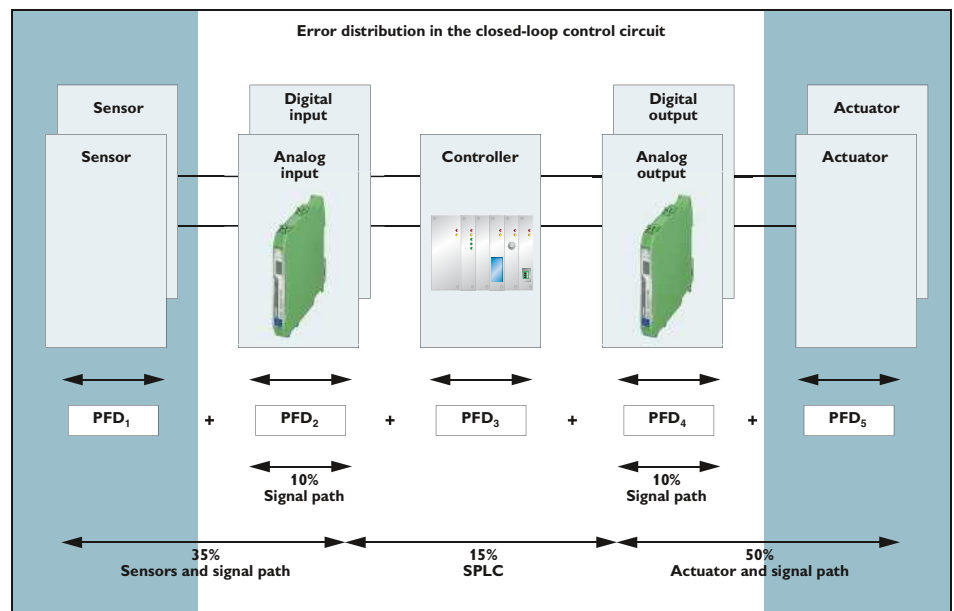 Error distribution in the closed-loop control circuit
Sensor
Digital
input
Digital
output
Actuator
Sensor
Analog
input
Controller
Analog
output
Actuator
PFD₁ + PFD₂ + PFD₃ + PFD₄ + PFD₅
10%
Signal path
10%
Signal path
35%
Sensors and signal path
15%
SPLC
50%
Actuator and signal path